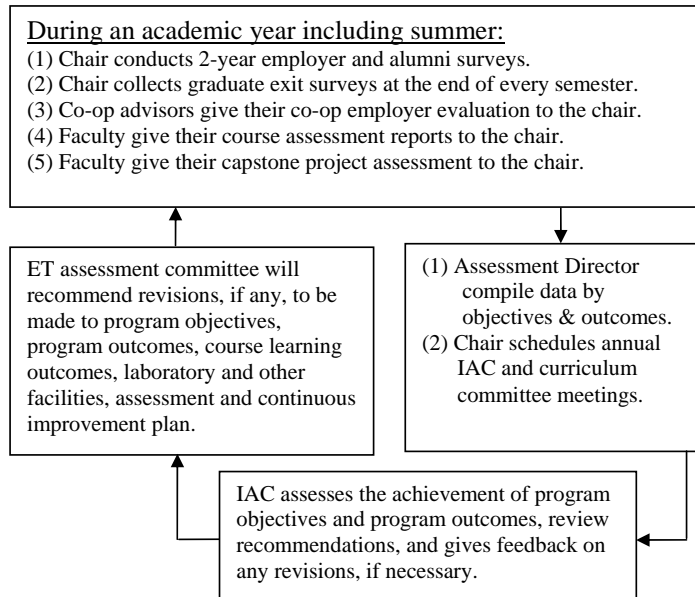 During an academic year including summer:
(1) Chair conducts 2-year employer and alumni surveys.
(2) Chair collects graduate exit surveys at the end of every semester.
(3) Co-op advisors give their co-op employer evaluation to the chair.
(4) Faculty give their course assessment reports to the chair.
(5) Faculty give their capstone project assessment to the chair.
(1) Assessment Director
compile data by
objectives & outcomes.
(2) Chair schedules annual
IAC and curriculum
committee meetings.
IAC assesses the achievement of program
objectives and program outcomes, review
recommendations, and gives feedback on
any revisions, if necessary.
ET assessment committee will
recommend revisions, if any, to be
made to program objectives,
program outcomes, course learning
outcomes, laboratory and other
facilities, assessment and continuous
improvement plan.